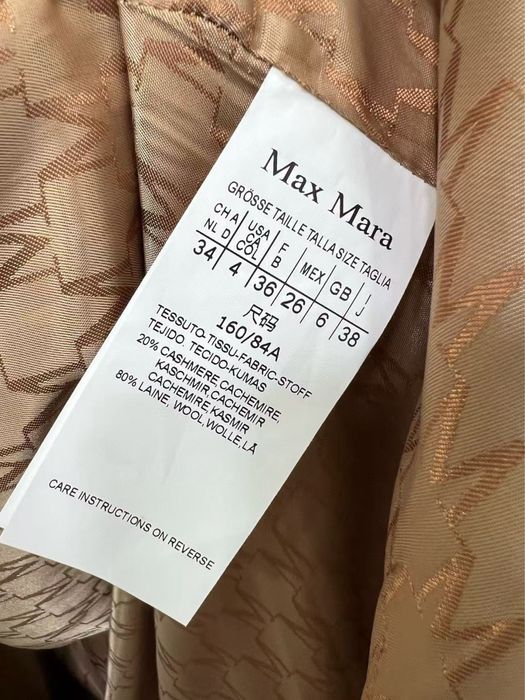 Max Mara
GRÖSSE TAILLE TALLA SIZE TAGLIA
CH A USA F MEX GB I
NL D CA B J
COL
34 4 36 26 6 38
尺码
160/84A
TESSUTO-TISSU-FABRIC-STOFF
TEJIDO, TECIDO-KUMAS
20% CASHMERE, CACHEMIRE,
KASCHMIR, CACHEMIR
CACHEMIRE, KASMIR
80% LAINE, WOOL, WOLLE, LÃ
CARE INSTRUCTIONS ON REVERSE